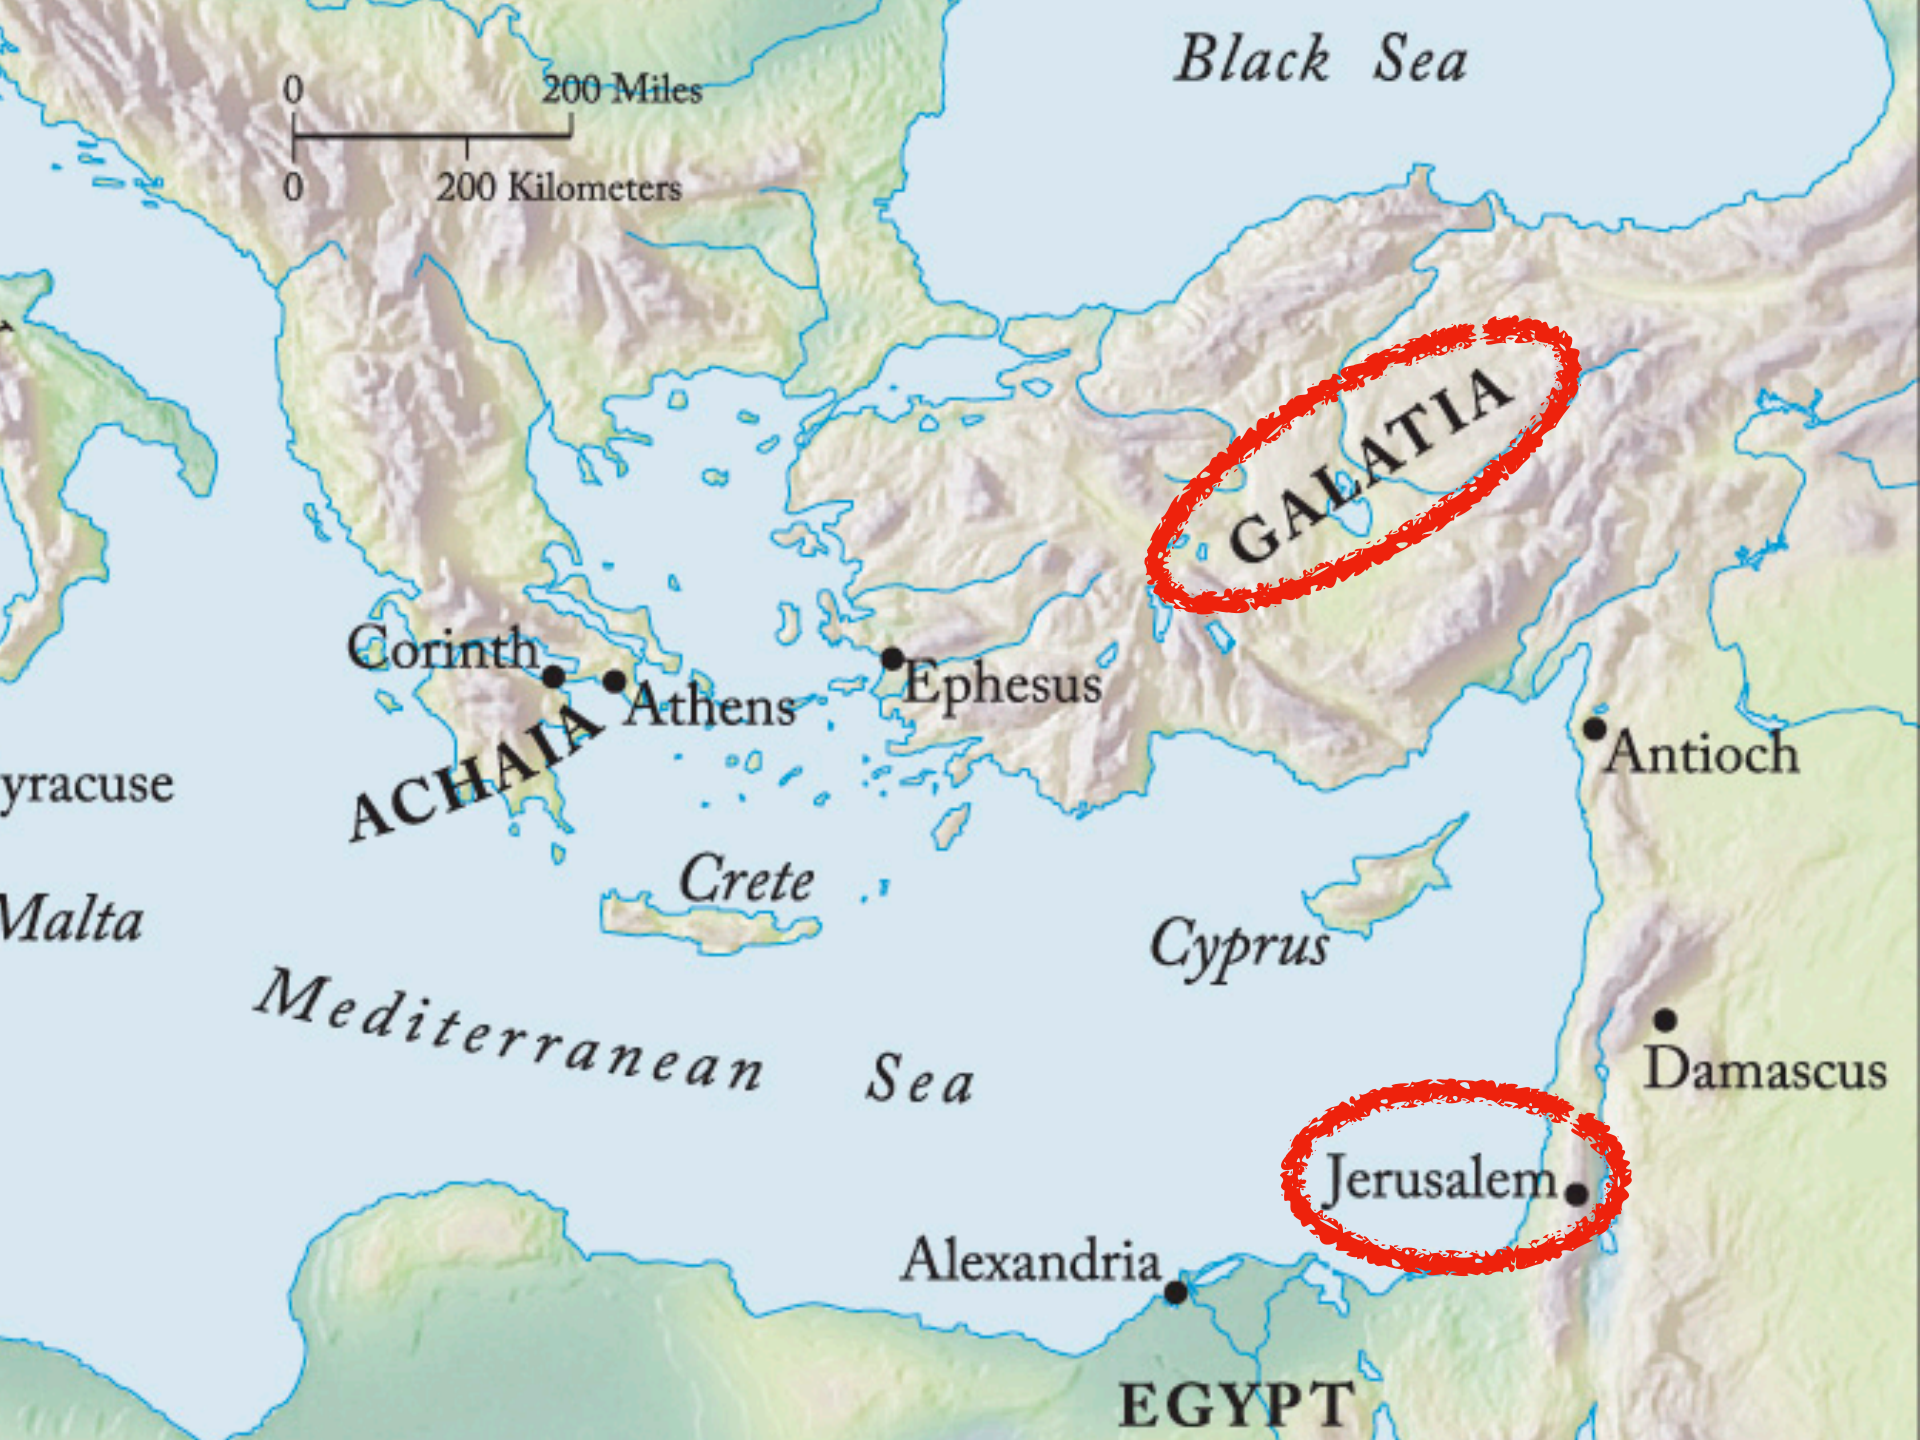 Black Sea
0 200 Miles
0 200 Kilometers
GALATIA
Corinth
Athens
Ephesus
ACHAIA
Antioch
yracuse
Crete
Malta
Cyprus
Mediterranean Sea
Damascus
Jerusalem
Alexandria
EGYPT